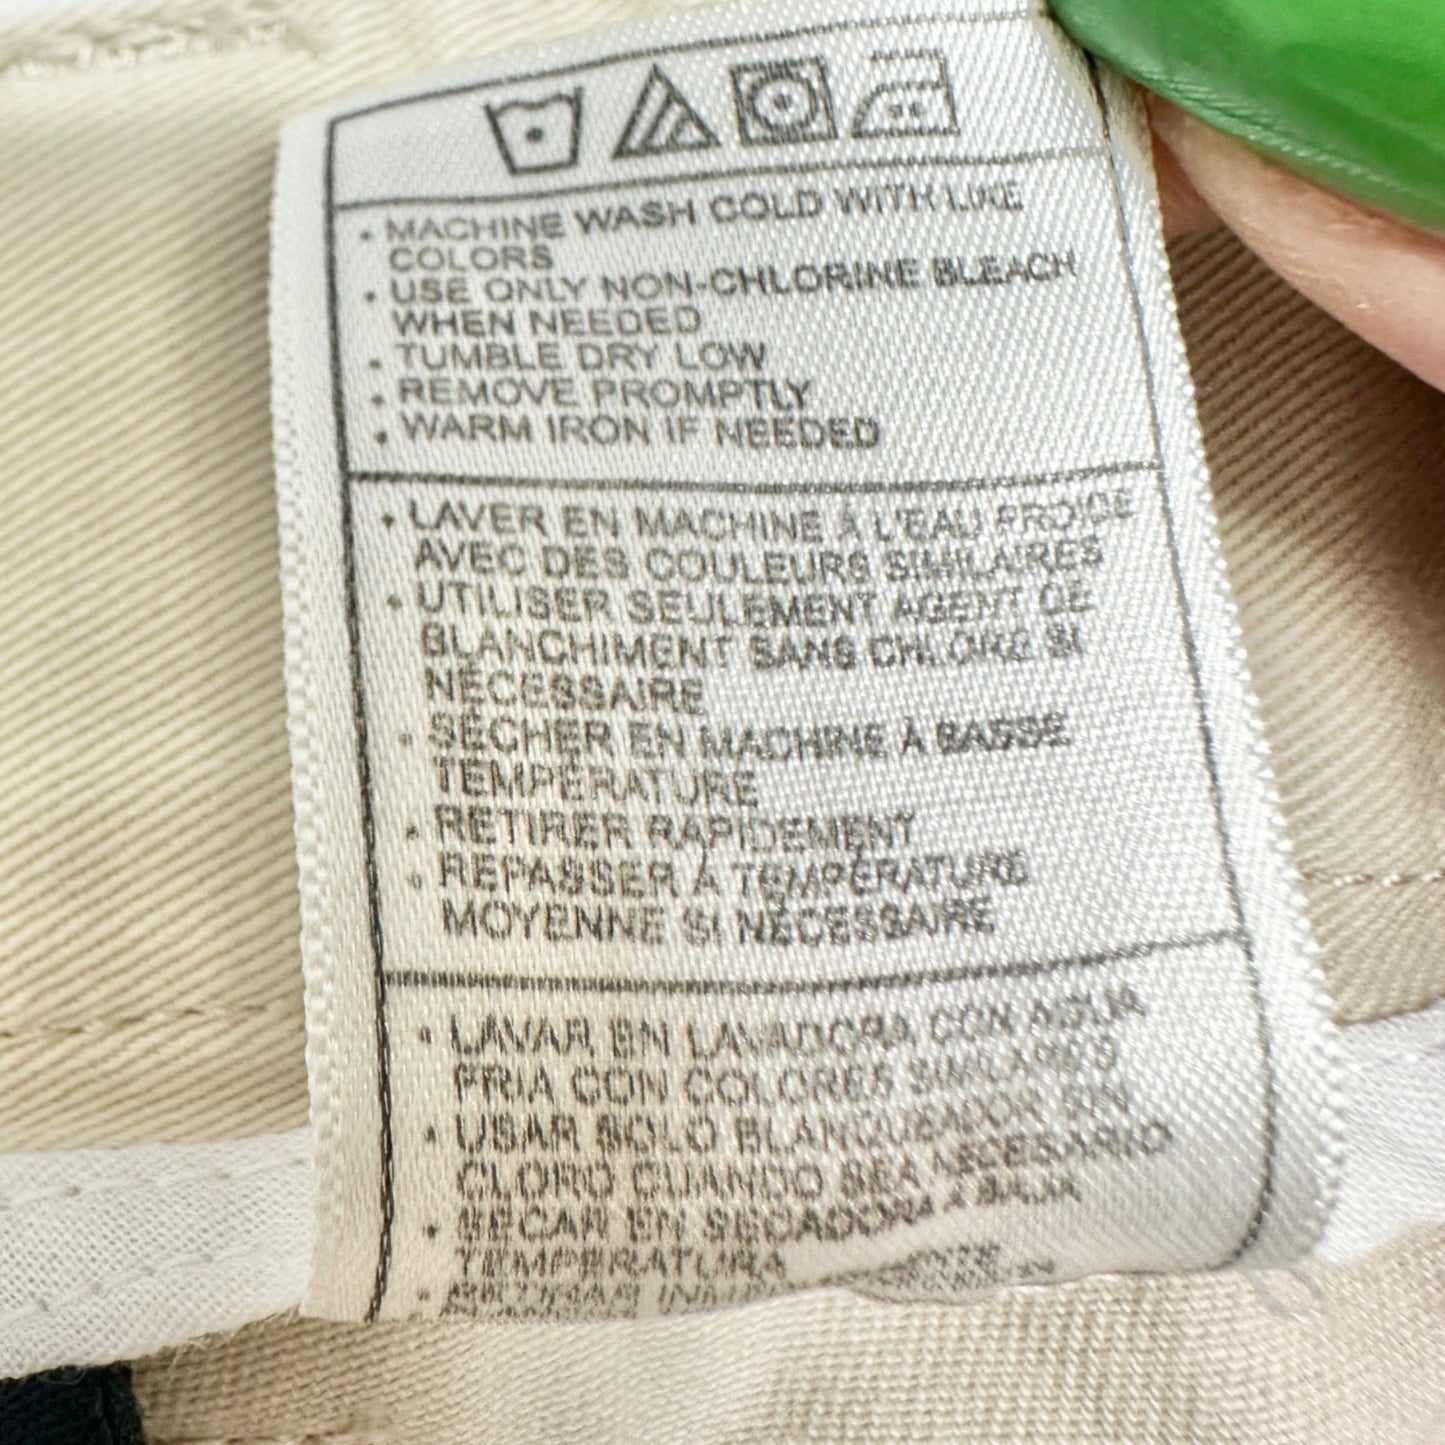 • MACHINE WASH COLD WITH LIKE
COLORS
• USE ONLY NON-CHLORINE BLEACH
WHEN NEEDED
• TUMBLE DRY LOW
• REMOVE PROMPTLY
• WARM IRON IF NEEDED
• LAVER EN MACHINE À L'EAU FROIDE
AVEC DES COULEURS SIMILAIRES
• UTILISER SEULEMENT AGENT DE
BLANCHIMENT SANS CHLORE SI
NÉCESSAIRE
• SÉCHER EN MACHINE À BASSE
TEMPÉRATURE
• RETIRER RAPIDEMENT
• REPASSER À TEMPÉRATURE
MOYENNE SI NÉCESSAIRE
• LAVAR EN LAVADORA CON AGUA
FRIA CON COLORES SIMILARES
• USAR SOLO BLANQUEADOR SIN
CLORO CUANDO SEA NECESARIO
• SECAR EN SECADORA A BAJA
TEMPERATURA